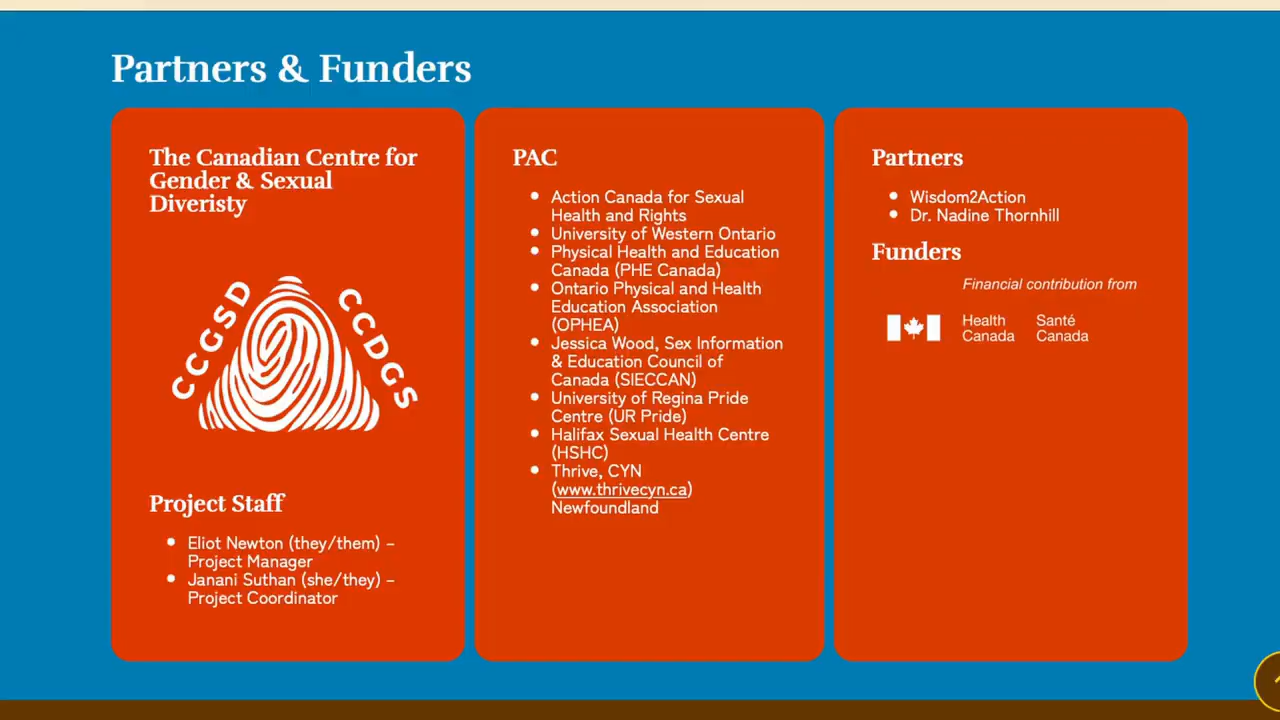 Partners & Funders
The Canadian Centre for
Gender & Sexual
Diveristy
CCGSD
CCDGS
Project Staff
Eliot Newton (they/them) –
Project Manager
Janani Suthan (she/they) –
Project Coordinator
PAC
Action Canada for Sexual
Health and Rights
University of Western Ontario
Physical Health and Education
Canada (PHE Canada)
Ontario Physical and Health
Education Association
(OPHEA)
Jessica Wood, Sex Information
& Education Council of
Canada (SIECCAN)
University of Regina Pride
Centre (UR Pride)
Halifax Sexual Health Centre
(HSHC)
Thrive, CYN
(www.thrivecyn.ca)
Newfoundland
Partners
Wisdom2Action
Dr. Nadine Thornhill
Funders
Financial contribution from
Health Santé
Canada Canada